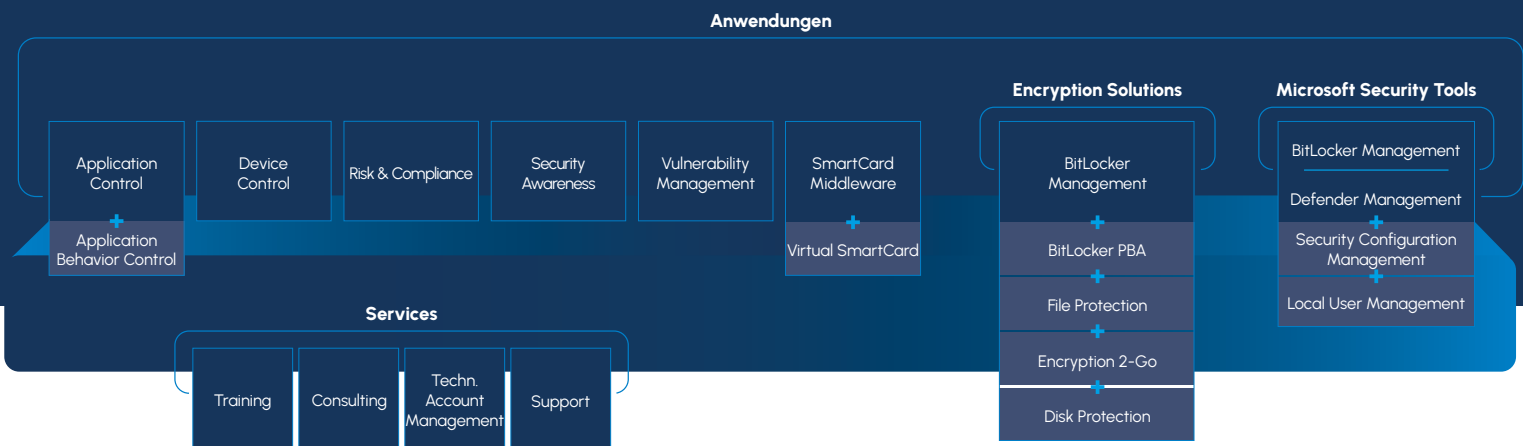 Anwendungen
Encryption Solutions
Microsoft Security Tools
Application
Control
+
Application
Behavior Control
Device
Control
Risk & Compliance
Security
Awareness
Vulnerability
Management
SmartCard
Middleware
+
Virtual SmartCard
BitLocker
Management
+
BitLocker PBA
+
File Protection
+
Encryption 2-Go
+
Disk Protection
BitLocker Management
Defender Management
+
Security Configuration
Management
+
Local User Management
Services
Training
Consulting
Techn.
Account
Management
Support